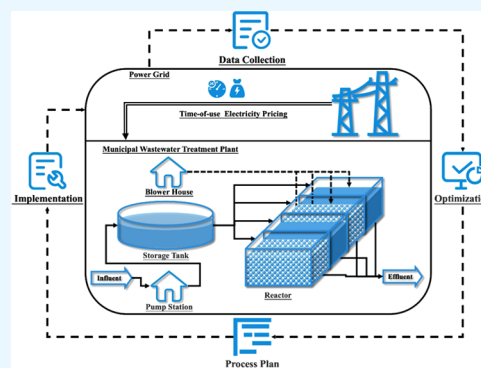 Data Collection
Power Grid
Time-of-use Electricity Pricing
Municipal Wastewater Treatment Plant
Blower House
Implementation
Optimizatio
Storage Tank
Influent
Effluent
Reactor
Pump Station
Process Plan